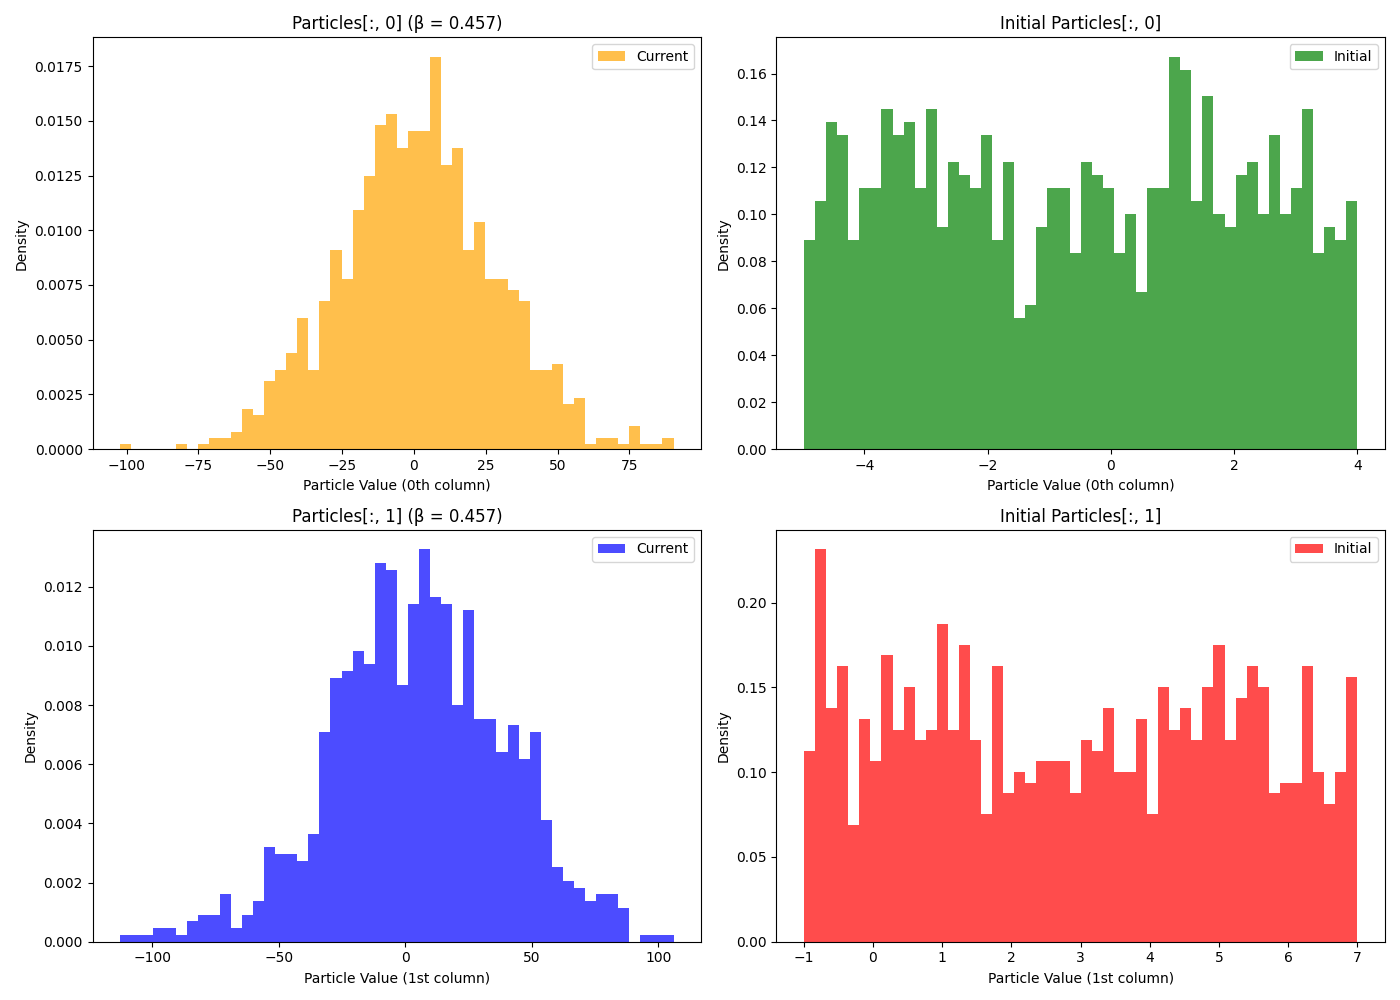 Particles[:, 0] (β = 0.457)
Current
0.0175
0.0150
0.0125
0.0100
0.0075
0.0050
0.0025
0.0000
Density
−100 −75 −50 −25 0 25 50 75
Particle Value (0th column)
Initial Particles[:, 0]
Initial
0.16
0.14
0.12
0.10
0.08
0.06
0.04
0.02
0.00
Density
−4 −2 0 2 4
Particle Value (0th column)
Particles[:, 1] (β = 0.457)
Current
0.012
0.010
0.008
0.006
0.004
0.002
0.000
Density
−100 −50 0 50 100
Particle Value (1st column)
Initial Particles[:, 1]
Initial
0.20
0.15
0.10
0.05
0.00
Density
−1 0 1 2 3 4 5 6 7
Particle Value (1st column)